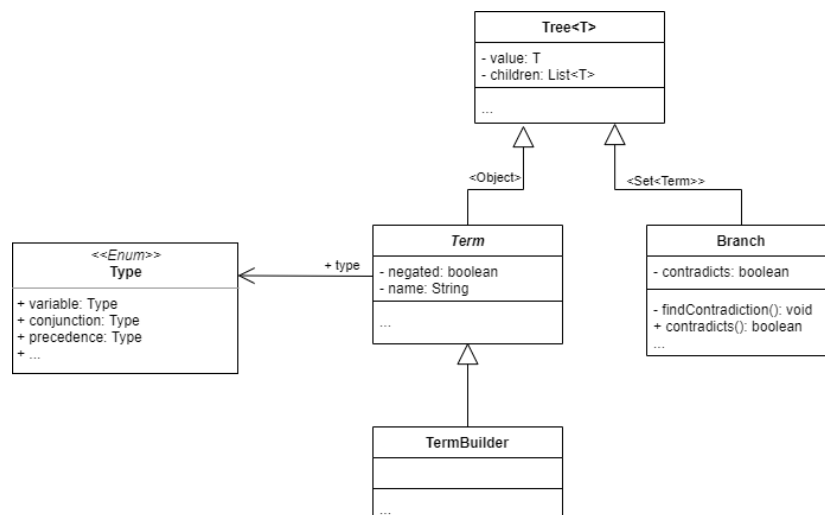 Tree<T>
- value: T
- children: List<T>
...
<Object>
<Set<Term>>
<<Enum>>
Type
+ variable: Type
+ conjunction: Type
+ precedence: Type
+ ...
+ type
Term
- negated: boolean
- name: String
...
Branch
- contradicts: boolean
- findContradiction(): void
+ contradicts(): boolean
...
TermBuilder
...